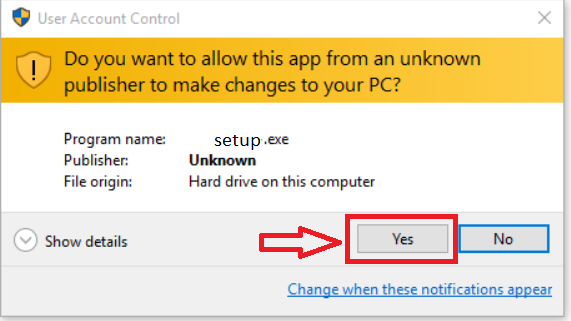 User Account Control
Do you want to allow this app from an unknown
publisher to make changes to your PC?
Program name: setup.exe
Publisher: Unknown
File origin: Hard drive on this computer
Show details
Yes
No
Change when these notifications appear